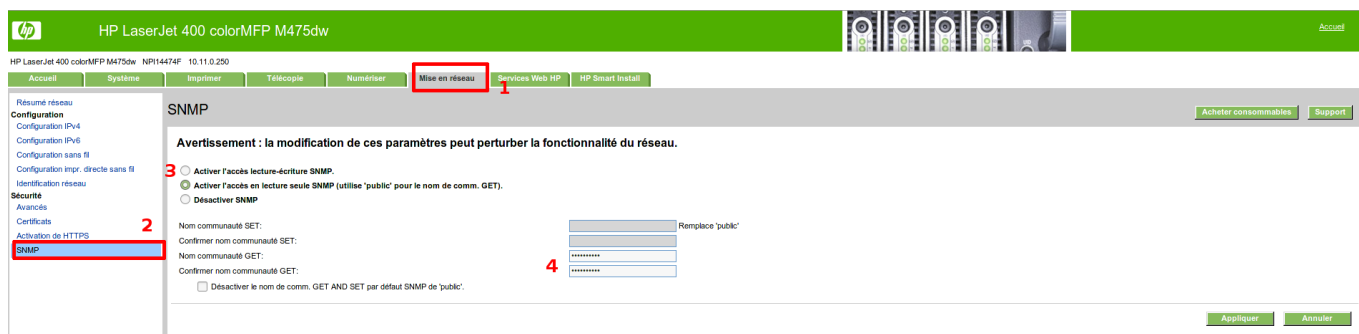 hp
HP LaserJet 400 colorMFP M475dw
Accueil
HP LaserJet 400 colorMFP M475dw NPI14474F 10.11.0.250
Accueil Système Imprimer Télécopie Numériser Mise en réseau Services Web HP HP Smart Install
1
Résumé réseau
Configuration
Configuration IPv4
Configuration IPv6
Configuration sans fil
Configuration impr. directe sans fil
Identification réseau
Sécurité
Avancés
Certificats
Activation de HTTPS
2
SNMP
SNMP
Acheter consommables Support
Avertissement : la modification de ces paramètres peut perturber la fonctionnalité du réseau.
3 Activer l'accès lecture-écriture SNMP.
Activer l'accès en lecture seule SNMP (utilise 'public' pour le nom de comm. GET).
Désactiver SNMP
Nom communauté SET: Remplace 'public'
Confirmer nom communauté SET:
Nom communauté GET: ••••••••••
4
Confirmer nom communauté GET: ••••••••••
Désactiver le nom de comm. GET AND SET par défaut SNMP de 'public'.
Appliquer Annuler